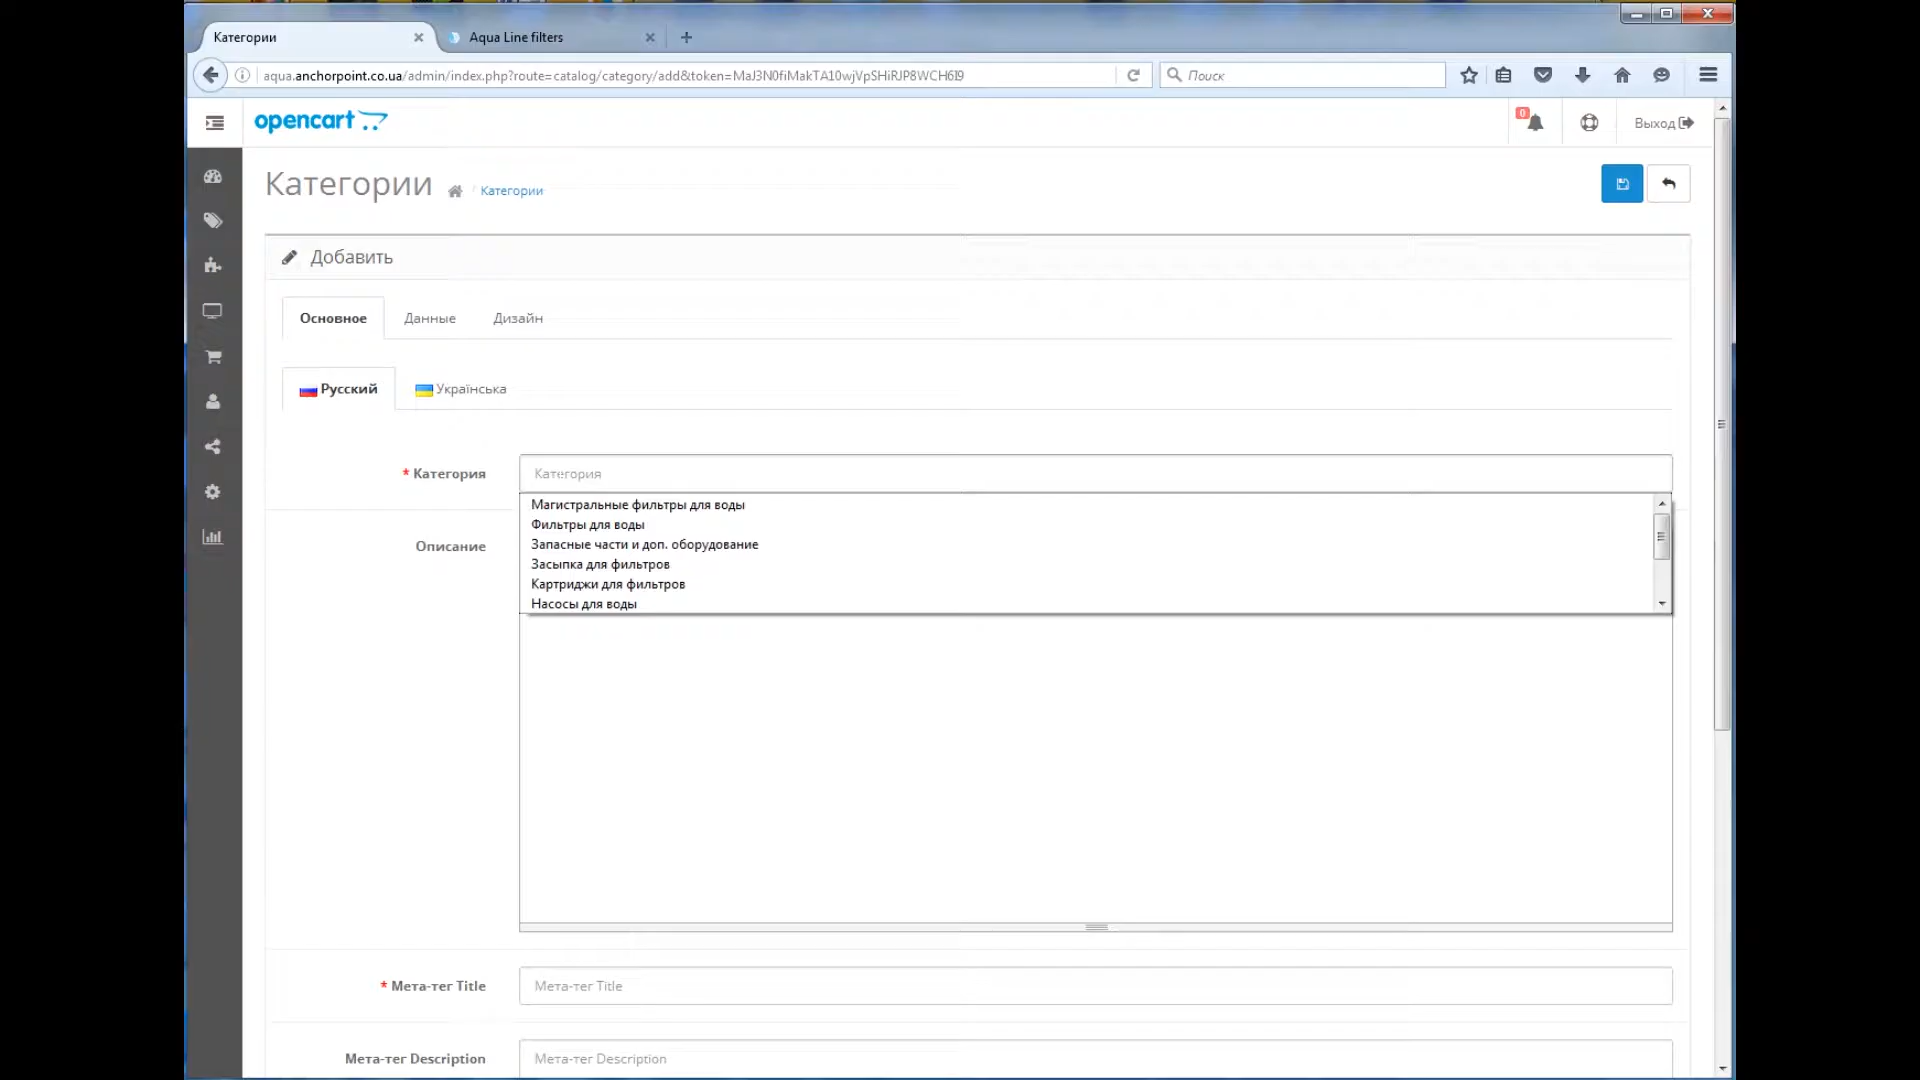 Категории
Aqua Line filters
aqua.anchorpoint.co.ua/admin/index.php?route=catalog/category/add&token=MaJ3N0fiMakTA10wjVpSHiRJP8WCH6I9
Поиск
opencart
0
Выход
Категории
/ Категории
Добавить
Основное
Данные
Дизайн
Русский
Українська
* Категория
Категория
Магистральные фильтры для воды
Фильтры для воды
Запасные части и доп. оборудование
Засыпка для фильтров
Картриджи для фильтров
Насосы для воды
Описание
* Мета-тег Title
Мета-тег Title
Мета-тег Description
Мета-тег Description